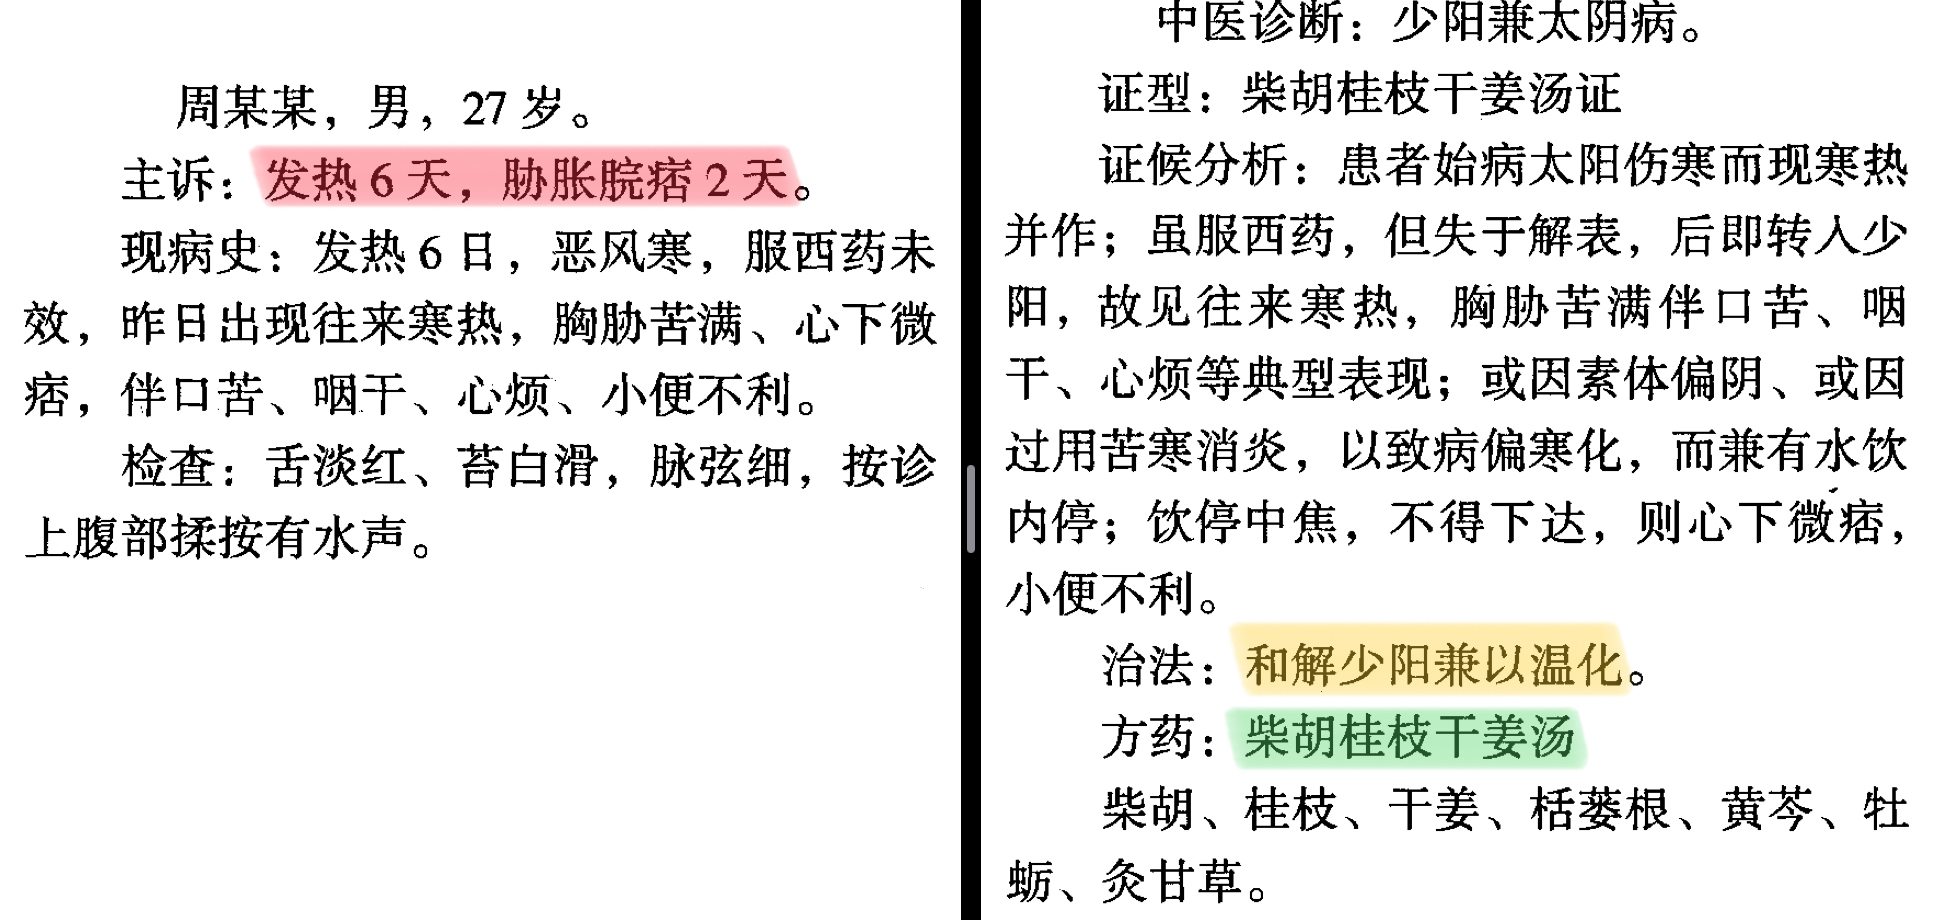 周某某，男，27 岁。
主诉：发热 6 天，胁胀脘痞 2 天。
现病史：发热 6 日，恶风寒，服西药未
效，昨日出现往来寒热，胸胁苦满、心下微
痞，伴口苦、咽干、心烦、小便不利。
检查：舌淡红、苔白滑，脉弦细，按诊
上腹部揉按有水声。
中医诊断：少阳兼太阴病。
证型：柴胡桂枝干姜汤证
证候分析：患者始病太阳伤寒而现寒热
并作；虽服西药，但失于解表，后即转入少
阳，故见往来寒热，胸胁苦满伴口苦、咽
干、心烦等典型表现；或因素体偏阴、或因
过用苦寒消炎，以致病偏寒化，而兼有水饮
内停；饮停中焦，不得下达，则心下微痞，
小便不利。
治法：和解少阳兼以温化。
方药：柴胡桂枝干姜汤
柴胡、桂枝、干姜、栝蒌根、黄芩、牡
蛎、灸甘草。